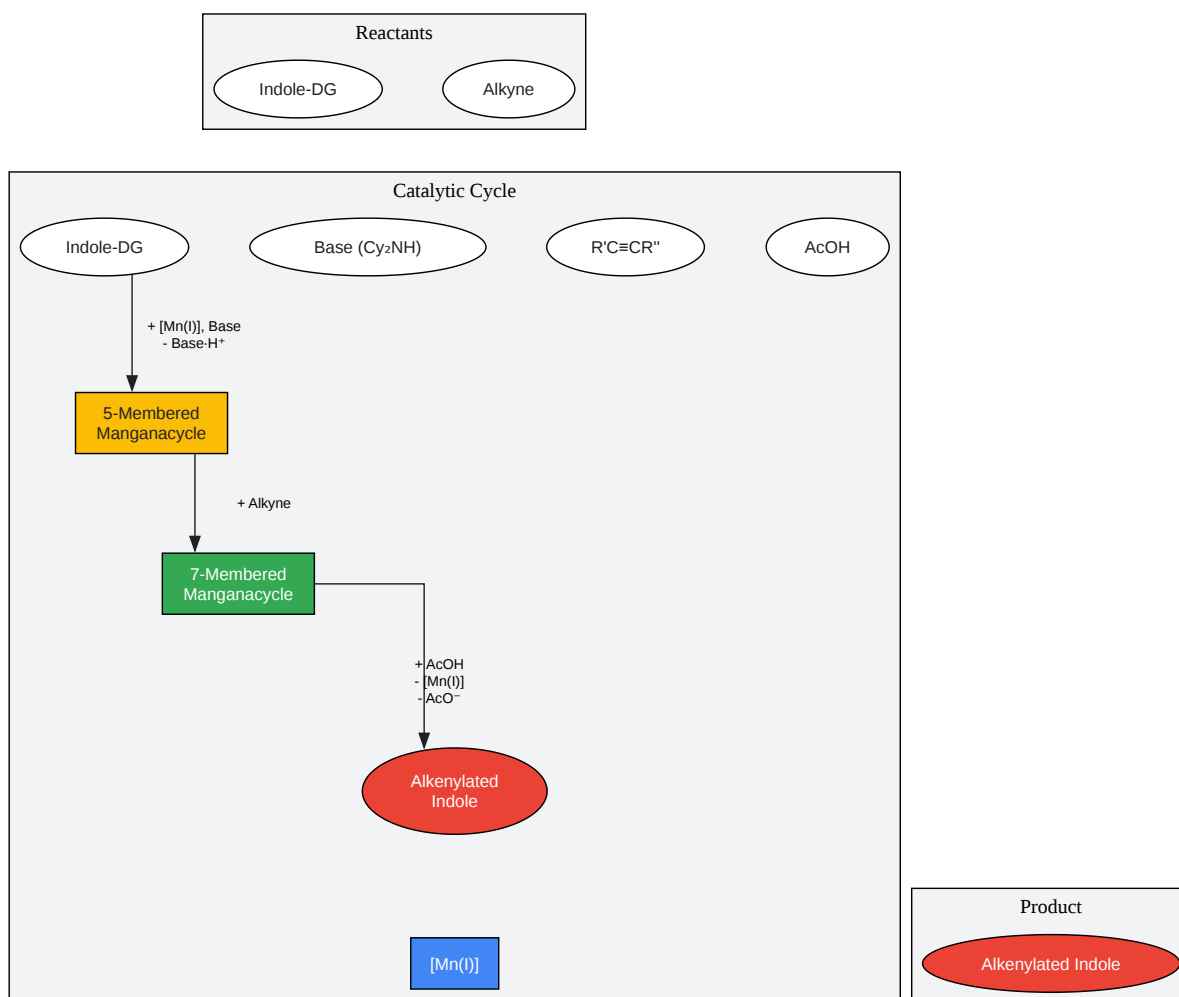 Reactants
Indole-DG
Alkyne
Catalytic Cycle
Indole-DG
Base (Cy₂NH)
R'C≡CR"
AcOH
+ [Mn(I)], Base
- Base·H⁺
5-Membered
Manganacycle
+ Alkyne
7-Membered
Manganacycle
+ AcOH
- [Mn(I)]
- AcO⁻
Alkenylated
Indole
Product
[Mn(I)]
Alkenylated Indole